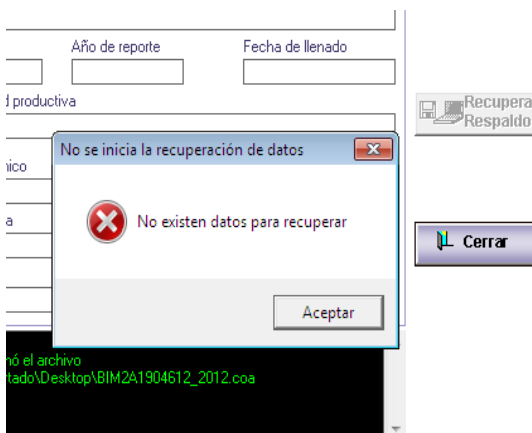 Año de reporte Fecha de llenado
d productiva
Recupera
Respaldo
No se inicia la recuperación de datos
nico
No existen datos para recuperar
a
Cerrar
Aceptar
nó el archivo
tado\Desktop\BIM2A1904612_2012.coa